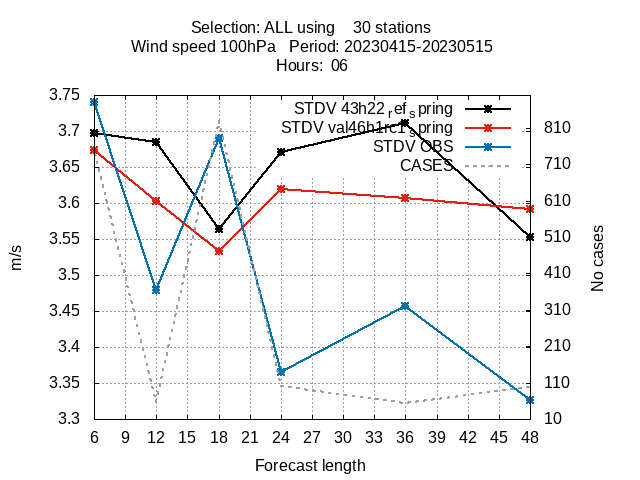 Selection: ALL using 30 stations
Wind speed 100hPa Period: 20230415-20230515
Hours: 06
STDV 43h22_ref_spring
STDV val46h1rc1_spring
STDV OBS
CASES
3.75
3.7
3.65
3.6
3.55
3.5
3.45
3.4
3.35
3.3
810
710
610
510
410
310
210
110
10
m/s
No cases
6 9 12 15 18 21 24 27 30 33 36 39 42 45 48
Forecast length